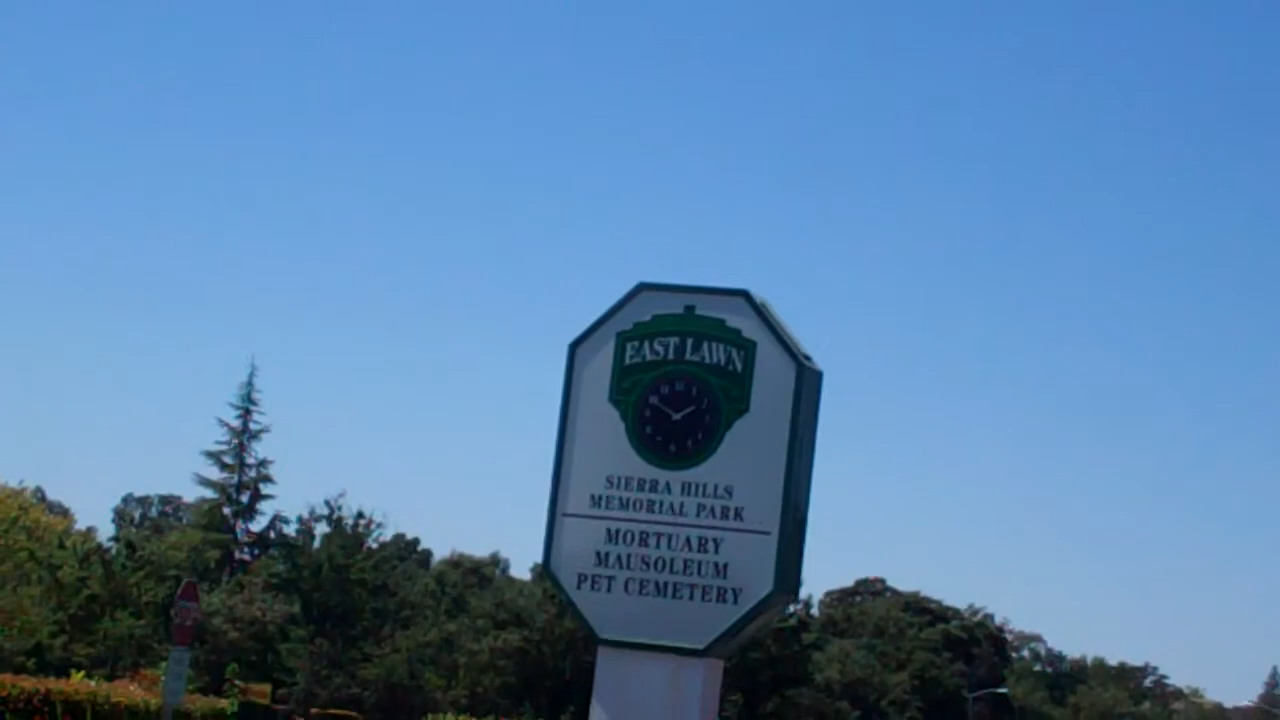 EAST LAWN
SIERRA HILLS
MEMORIAL PARK
MORTUARY
MAUSOLEUM
PET CEMETERY